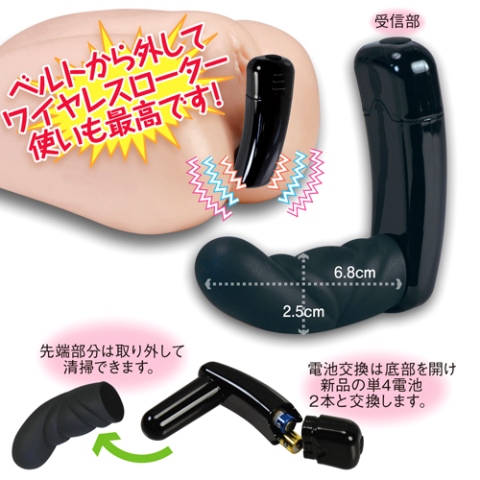 ベルトから外して
ワイヤレスローター
使いも最高です!
受信部
6.8cm
2.5cm
先端部分は取り外して
清掃できます。
電池交換は底部を開け
新品の単4電池
2本と交換します。